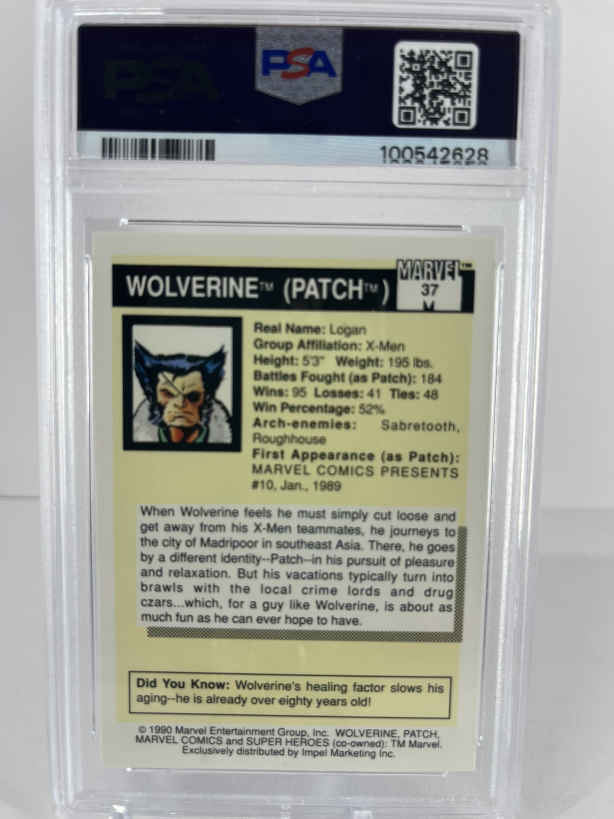 PSA
PSA
100542628
MARVEL™
WOLVERINE™ (PATCH™)
37
Real Name: Logan
Group Affiliation: X-Men
Height: 5'3" Weight: 195 lbs.
Battles Fought (as Patch): 184
Wins: 95 Losses: 41 Ties: 48
Win Percentage: 52%
Arch-enemies: Sabretooth,
Roughhouse
First Appearance (as Patch):
MARVEL COMICS PRESENTS
#10, Jan., 1989
When Wolverine feels he must simply cut loose and
get away from his X-Men teammates, he journeys to
the city of Madripoor in southeast Asia. There, he goes
by a different identity--Patch--in his pursuit of pleasure
and relaxation. But his vacations typically turn into
brawls with the local crime lords and drug
czars...which, for a guy like Wolverine, is about as
much fun as he can ever hope to have.
Did You Know: Wolverine's healing factor slows his
aging--he is already over eighty years old!
© 1990 Marvel Entertainment Group, Inc. WOLVERINE, PATCH,
MARVEL COMICS and SUPER HEROES (co-owned): TM Marvel.
Exclusively distributed by Impel Marketing Inc.